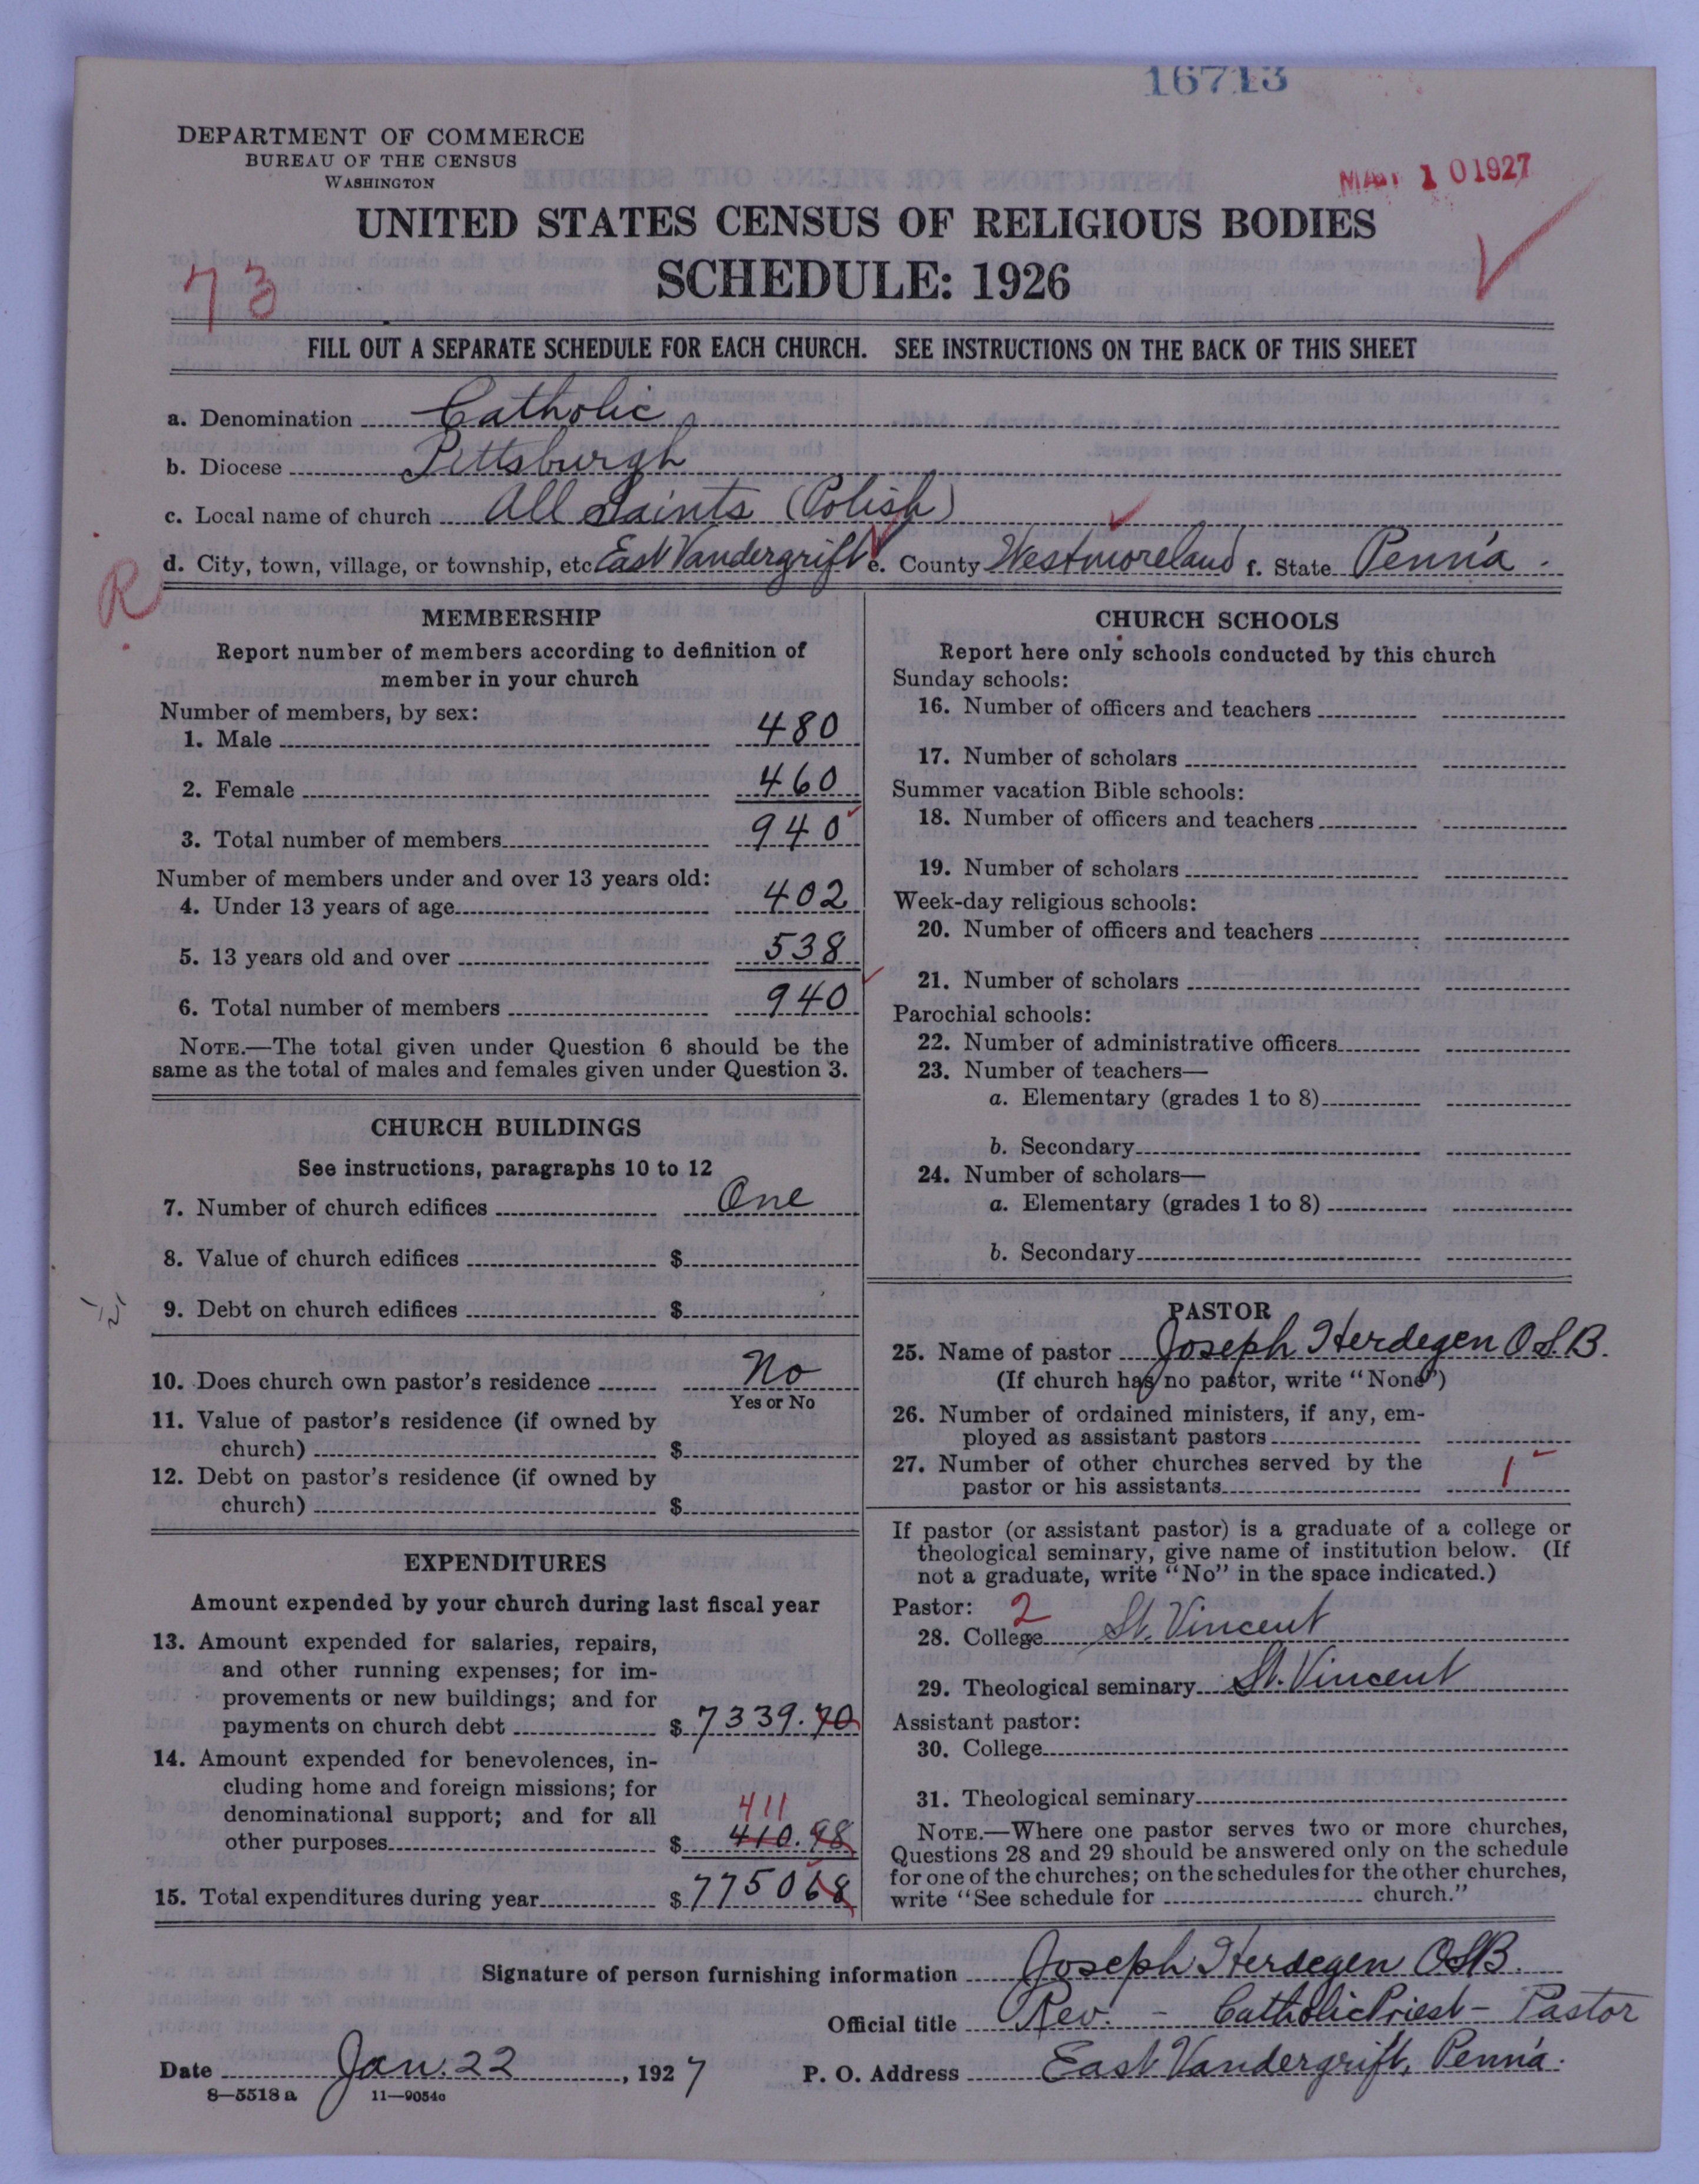 16713
DEPARTMENT OF COMMERCE
BUREAU OF THE CENSUS
WASHINGTON
MAY 10 1927
UNITED STATES CENSUS OF RELIGIOUS BODIES
SCHEDULE: 1926
73
FILL OUT A SEPARATE SCHEDULE FOR EACH CHURCH. SEE INSTRUCTIONS ON THE BACK OF THIS SHEET
a. Denomination Catholic
b. Diocese Pittsburgh
c. Local name of church All Saints (Polish)
d. City, town, village, or township, etc East Vandergrift e. County Westmoreland f. State Penn'a.
R
MEMBERSHIP
Report number of members according to definition of
member in your church
Number of members, by sex:
1. Male 480
2. Female 460
3. Total number of members 940
Number of members under and over 13 years old:
4. Under 13 years of age 402
5. 13 years old and over 538
6. Total number of members 940
NOTE.—The total given under Question 6 should be the
same as the total of males and females given under Question 3.
CHURCH BUILDINGS
See instructions, paragraphs 10 to 12
7. Number of church edifices One
8. Value of church edifices $
9. Debt on church edifices $
10. Does church own pastor's residence No
Yes or No
11. Value of pastor's residence (if owned by
church) $
12. Debt on pastor's residence (if owned by
church) $
EXPENDITURES
Amount expended by your church during last fiscal year
13. Amount expended for salaries, repairs,
and other running expenses; for im-
provements or new buildings; and for
payments on church debt $7339.70
14. Amount expended for benevolences, in-
cluding home and foreign missions; for
denominational support; and for all
411
other purposes $410.98
15. Total expenditures during year $775068
CHURCH SCHOOLS
Report here only schools conducted by this church
Sunday schools:
16. Number of officers and teachers
17. Number of scholars
Summer vacation Bible schools:
18. Number of officers and teachers
19. Number of scholars
Week-day religious schools:
20. Number of officers and teachers
21. Number of scholars
Parochial schools:
22. Number of administrative officers
23. Number of teachers—
a. Elementary (grades 1 to 8)
b. Secondary
24. Number of scholars—
a. Elementary (grades 1 to 8)
b. Secondary
PASTOR
25. Name of pastor Joseph Herdegen O.S.B.
(If church has no pastor, write "None")
26. Number of ordained ministers, if any, em-
ployed as assistant pastors
27. Number of other churches served by the
pastor or his assistants 1
If pastor (or assistant pastor) is a graduate of a college or
theological seminary, give name of institution below. (If
not a graduate, write "No" in the space indicated.)
Pastor: 2
28. College St. Vincent
29. Theological seminary St. Vincent
Assistant pastor:
30. College
31. Theological seminary
NOTE.—Where one pastor serves two or more churches,
Questions 28 and 29 should be answered only on the schedule
for one of the churches; on the schedules for the other churches,
write "See schedule for church."
Signature of person furnishing information Joseph Herdegen OSB.
Official title Rev. - Catholic Priest - Pastor
Date Jan. 22, 1927 P. O. Address East Vandergrift, Penn'a.
8—5518 a 11—9054c